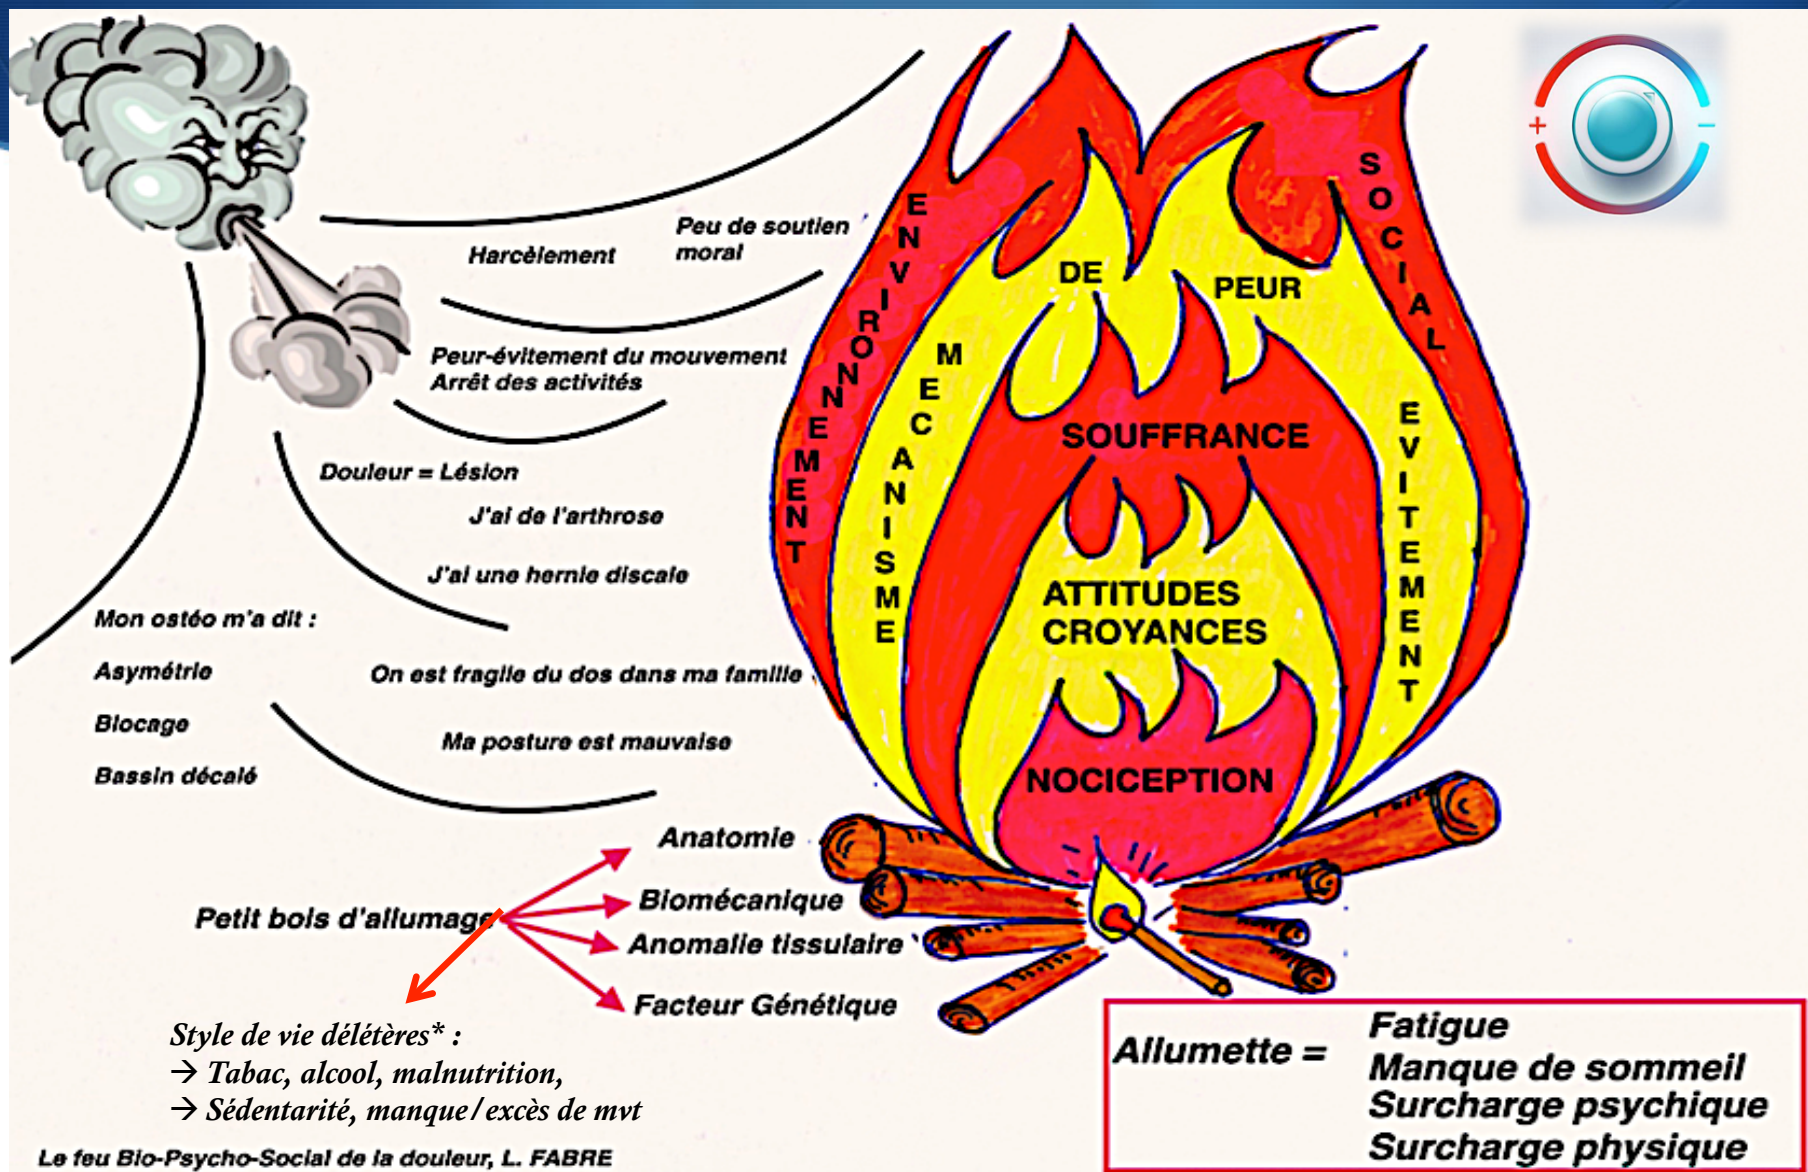 +
−
Harcèlement
Peu de soutien
moral
Peur-évitement du mouvement
Arrêt des activités
Douleur = Lésion
J'ai de l'arthrose
J'ai une hernie discale
Mon ostéo m'a dit :
Asymétrie
Blocage
Bassin décalé
On est fragile du dos dans ma famille
Ma posture est mauvaise
ENVIRONNEMENT
SOCIAL
MECANISME
DE
PEUR
EVITEMENT
SOUFFRANCE
ATTITUDES
CROYANCES
NOCICEPTION
Petit bois d'allumage
Anatomie
Biomécanique
Anomalie tissulaire
Facteur Génétique
Style de vie délétères* :
→ Tabac, alcool, malnutrition,
→ Sédentarité, manque/excès de mvt
Allumette =
Fatigue
Manque de sommeil
Surcharge psychique
Surcharge physique
Le feu Bio-Psycho-Social de la douleur, L. FABRE